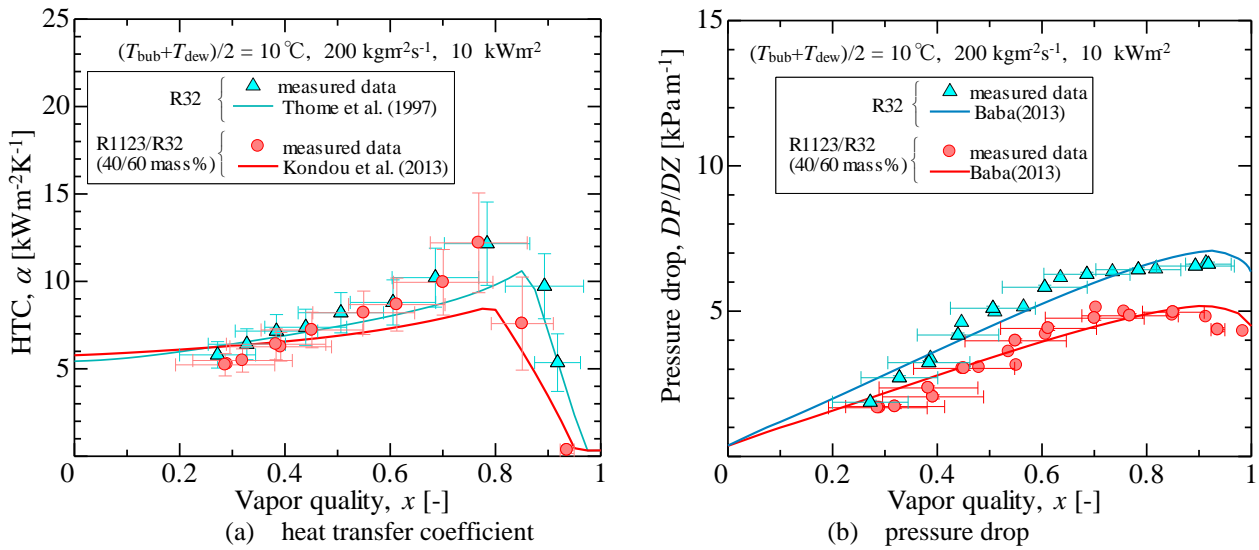 25
20
15
10
5
0
0.2
0.4
0.6
0.8
1
HTC, α [kWm-2K-1]
(Tbub+Tdew)/2 = 10℃, 200 kgm-2s-1, 10 kWm-2
R32
measured data
Thome et al. (1997)
R1123/R32
(40/60 mass%)
measured data
Kondou et al. (2013)
Vapor quality, x [-]
(a) heat transfer coefficient
15
10
5
0
0.2
0.4
0.6
0.8
1
Pressure drop, DP/DZ [kPam-1]
(Tbub+Tdew)/2 = 10℃, 200 kgm-2s-1, 10 kWm-2
R32
measured data
Baba(2013)
R1123/R32
(40/60 mass%)
measured data
Baba(2013)
Vapor quality, x [-]
(b) pressure drop